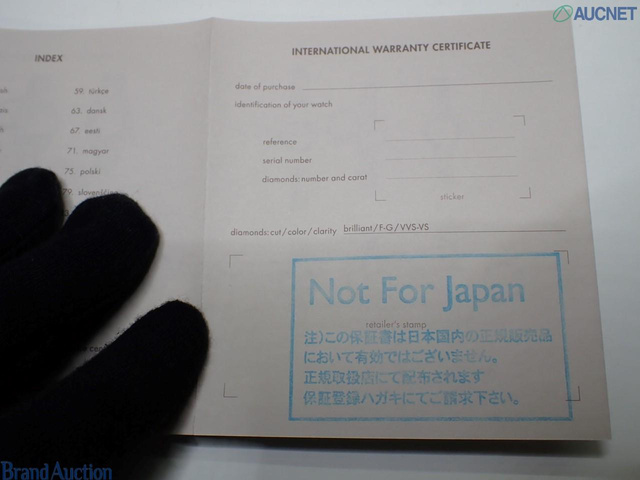 AUCNET
INDEX
59. türkçe
63. dansk
67. eesti
71. magyar
75. polski
79.
INTERNATIONAL WARRANTY CERTIFICATE
date of purchase
identification of your watch
reference
serial number
diamonds: number and carat
sticker
diamonds: cut/color/clarity brilliant/F-G/VVS-VS
Not For Japan
retailer's stamp
注)この保証書は日本国内の正規販売品
において有効ではございません。
正規取扱店にて配布されます
保証登録ハガキにてご請求下さい。
Brand Auction